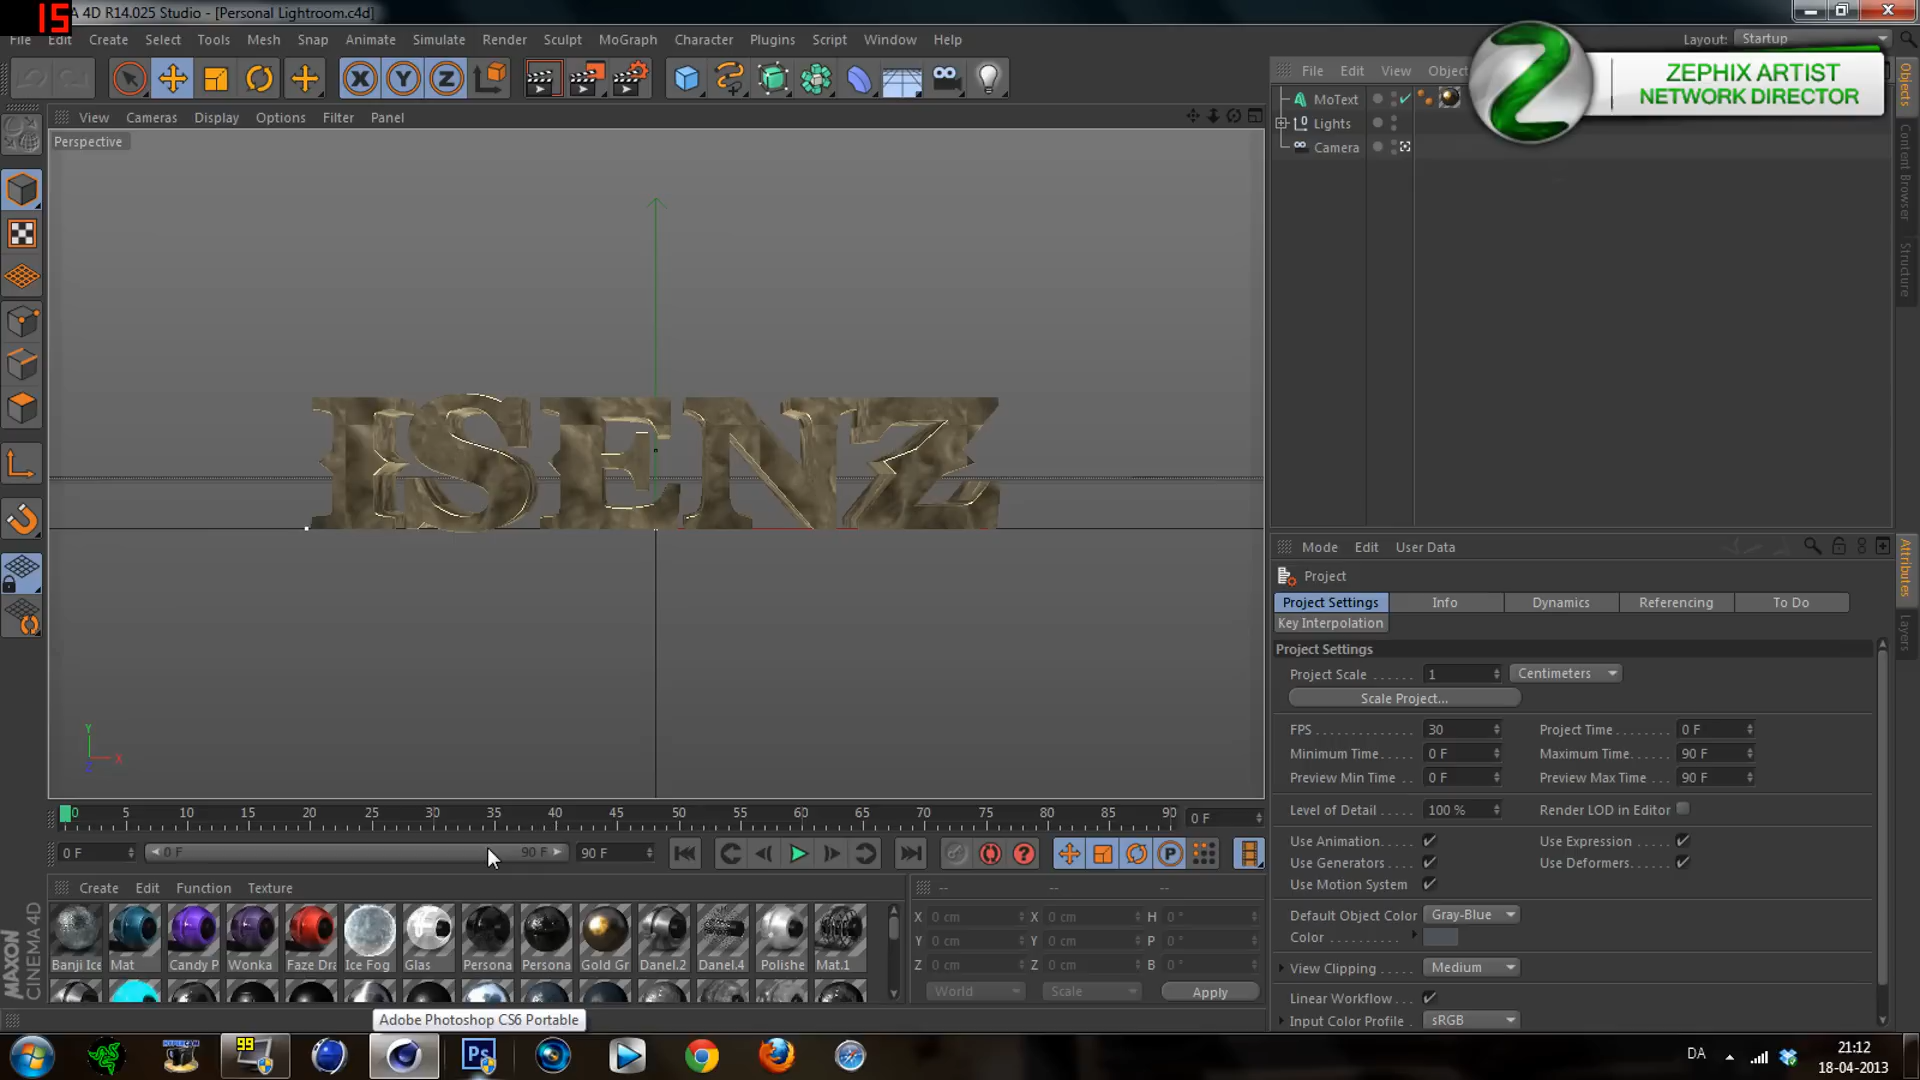 15
A 4D R14.025 Studio - [Personal Lightroom.c4d]
File Edit Create Select Tools Mesh Snap Animate Simulate Render Sculpt MoGraph Character Plugins Script Window Help
Layout: Startup
X Y Z
View Cameras Display Options Filter Panel
Perspective
File Edit View Object
MoText
Lights
Camera
ZEPHIX ARTIST
NETWORK DIRECTOR
Objects
Content Browser
Structure
ISENZ
Y
X
Z
Mode Edit User Data
Project
Project Settings Info Dynamics Referencing To Do
Key Interpolation
Project Settings
Project Scale 1 Centimeters
Scale Project...
FPS 30 Project Time 0 F
Minimum Time 0 F Maximum Time 90 F
Preview Min Time 0 F Preview Max Time 90 F
Level of Detail 100 % Render LOD in Editor
Use Animation Use Expression
Use Generators Use Deformers
Use Motion System
Default Object Color Gray-Blue
Color
View Clipping Medium
Linear Workflow
Input Color Profile sRGB
Attributes
Layers
0 5 10 15 20 25 30 35 40 45 50 55 60 65 70 75 80 85 90 0 F
0 F 0 F 90 F 90 F
Create Edit Function Texture
Banji Ice Mat Candy P Wonka Faze Dra Ice Fog Glas Persona Persona Gold Gr Danel.2 Danel.4 Polishe Mat.1
-- -- --
X 0 cm X 0 cm H 0 °
Y 0 cm Y 0 cm P 0 °
Z 0 cm Z 0 cm B 0 °
World Scale Apply
MAXON
CINEMA 4D
Adobe Photoshop CS6 Portable
HYPERCAM
99
Ps
DA
21:12
18-04-2013